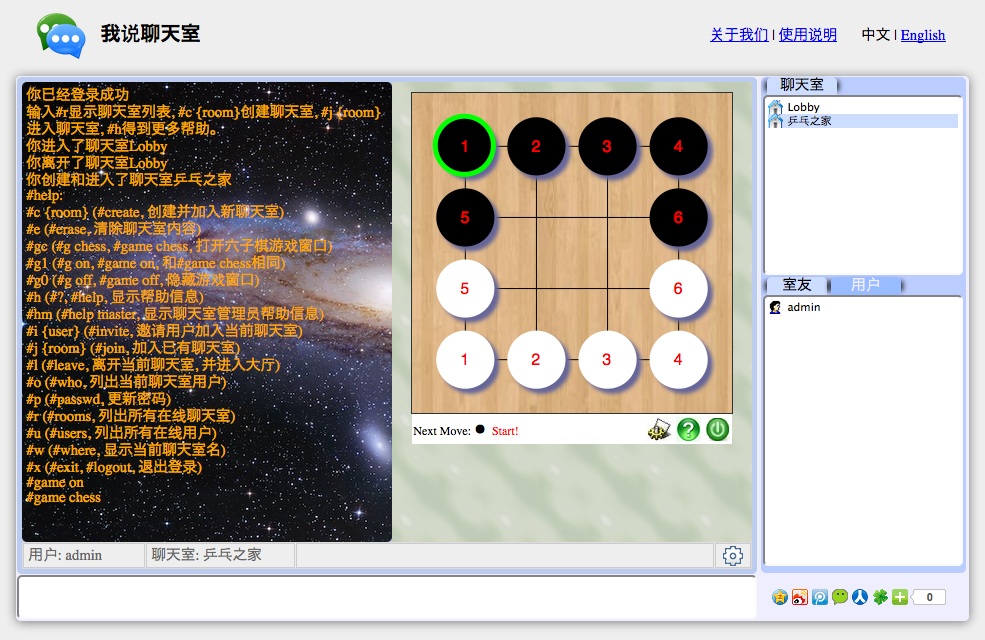 我说聊天室
关于我们 | 使用说明 中文 | English
你已经登录成功
输入#r显示聊天室列表, #c {room}创建聊天室, #j {room}
进入聊天室, #h得到更多帮助。
你进入了聊天室Lobby
你离开了聊天室Lobby
你创建和进入了聊天室乒乓之家
#help:
#c {room} (#create, 创建并加入新聊天室)
#e (#erase, 清除聊天室内容)
#gc (#g chess, #game chess, 打开六子棋游戏窗口)
#g1 (#g on, #game on, 和#game chess相同)
#g0 (#g off, #game off, 隐藏游戏窗口)
#h (#?, #help, 显示帮助信息)
#hm (#help master, 显示聊天室管理员帮助信息)
#i {user} (#invite, 邀请用户加入当前聊天室)
#j {room} (#join, 加入已有聊天室)
#l (#leave, 离开当前聊天室, 并进入大厅)
#o (#who, 列出当前聊天室用户)
#p (#passwd, 更新密码)
#r (#rooms, 列出所有在线聊天室)
#u (#users, 列出所有在线用户)
#w (#where, 显示当前聊天室名)
#x (#exit, #logout, 退出登录)
#game on
#game chess
用户: admin
聊天室: 乒乓之家
1 2 3 4
5 6
5 6
1 2 3 4
Next Move: Start!
聊天室
Lobby
乒乓之家
室友 用户
admin
0